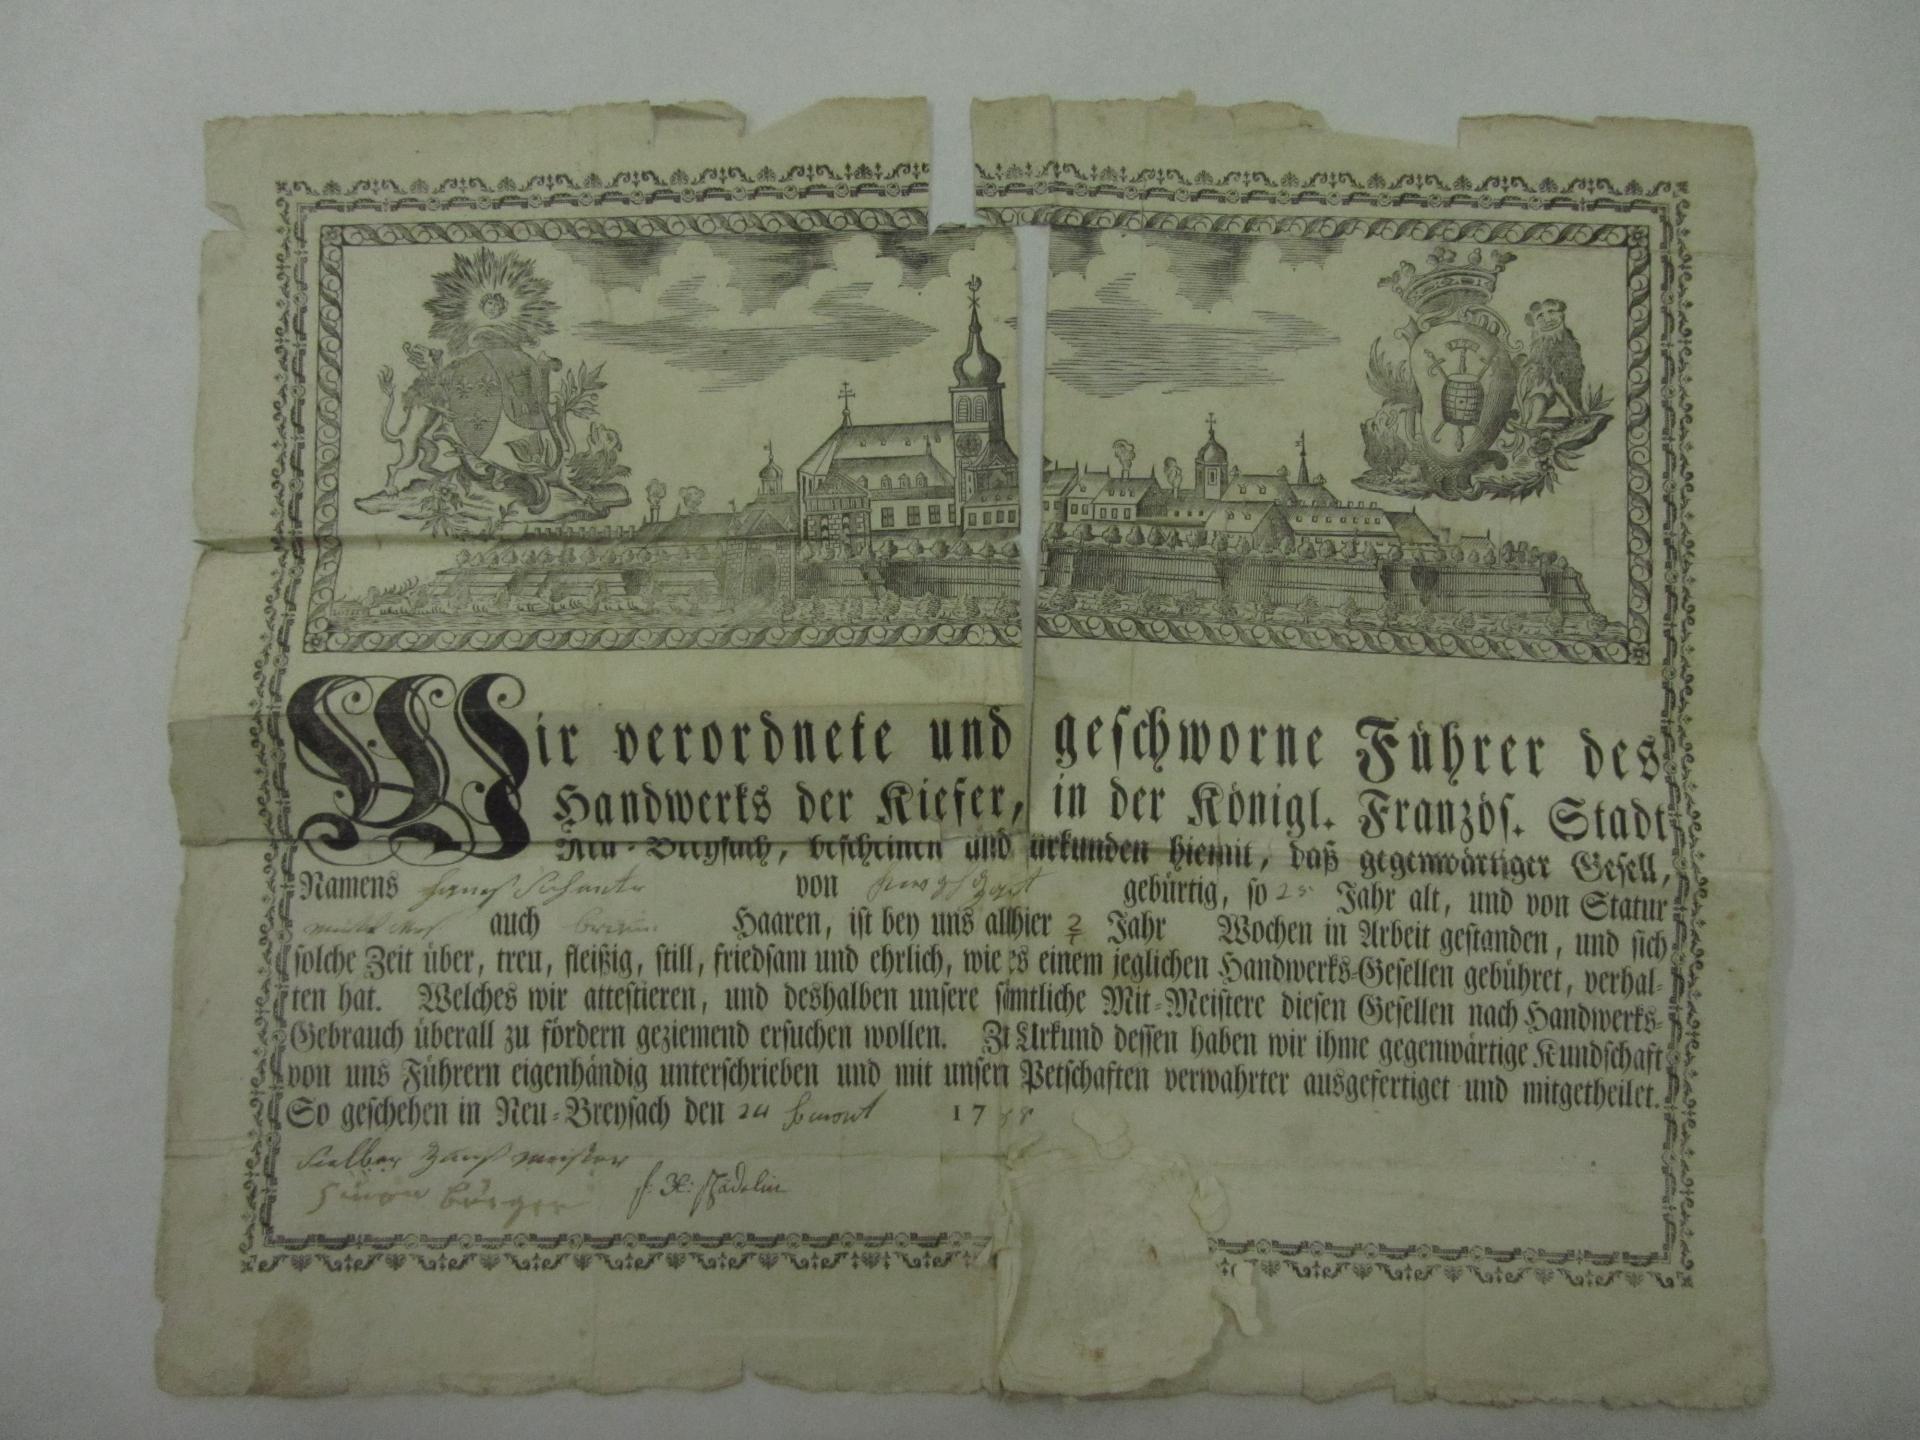 Wir verordnete und geschworne Führer des
Handwerks der Kiefer, in der Königl. Französ. Stadt
Neu-Breysach, bescheinen und urkunden hiemit, daß gegenwärtiger Gesell,
Namens von gebürtig, so Jahr alt, und von Statur
auch Haaren, ist bey uns allhier 2 Jahr Wochen in Arbeit gestanden, und sich
solche Zeit über, treu, fleißig, still, friedsam und ehrlich, wie es einem jeglichen Handwerks-Gesellen gebühret, verhal-
ten hat. Welches wir attestieren, und deshalben unsere sämtliche Mit-Meistere diesen Gesellen nach Handwerks-
Gebrauch überall zu fördern geziemend ersuchen wollen. Zu Urkund dessen haben wir ihme gegenwärtige Kundschaft
von uns Führern eigenhändig unterschrieben und mit unsern Petschaften verwahrter ausgefertiget und mitgetheilet.
So geschehen in Neu-Breysach den 24 17